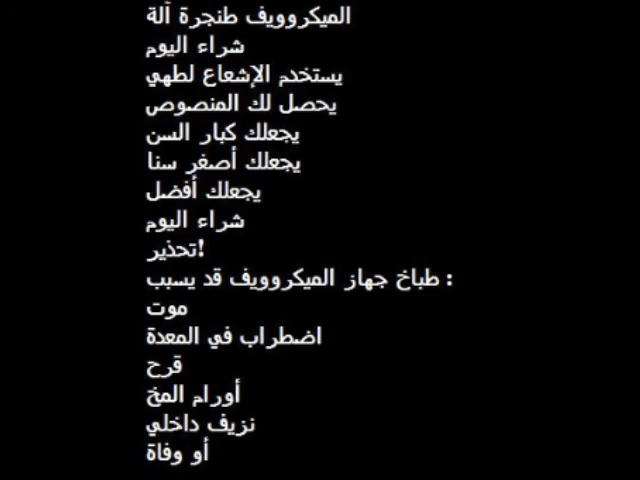 الميكروويف طنجرة آلة
شراء اليوم
يستخدم الإشعاع لطهي
يحصل لك المنصوص
يجعلك كبار السن
يجعلك أصغر سنا
يجعلك أفضل
شراء اليوم
تحذير!
طباخ جهاز الميكروويف قد يسبب :
موت
اضطراب في المعدة
قرح
أورام المخ
نزيف داخلي
أو وفاة